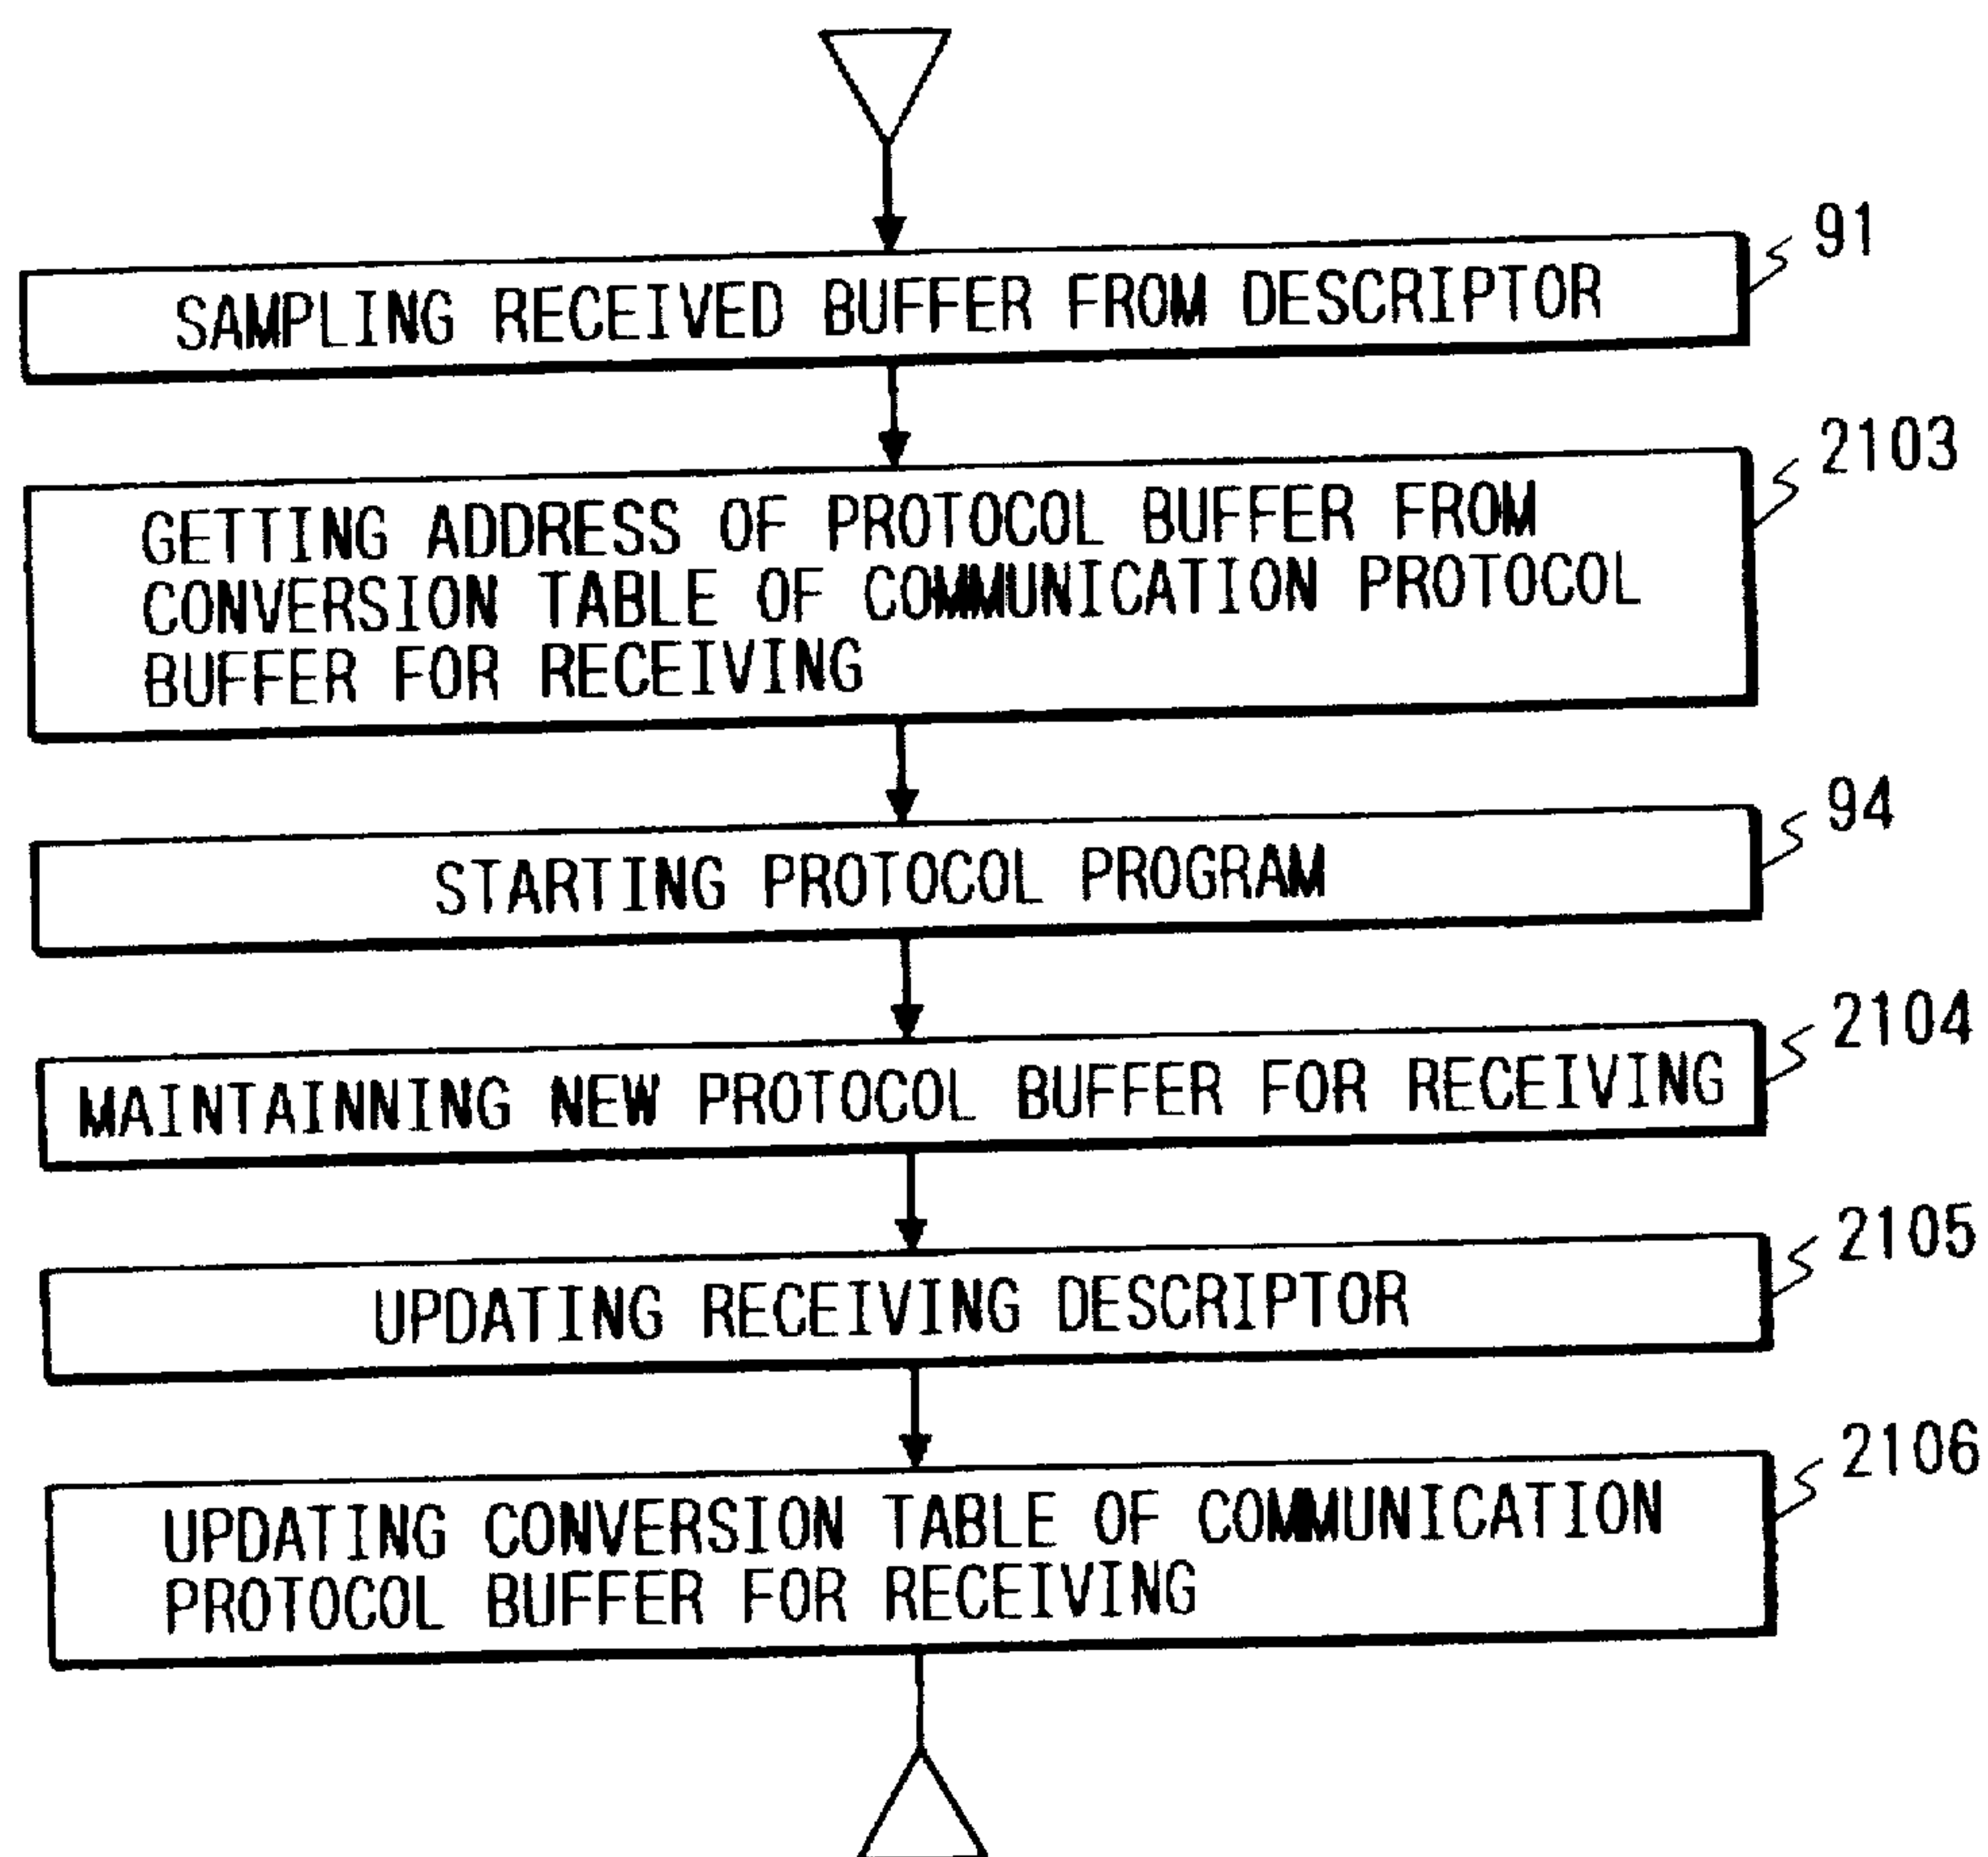 91
SAMPLING RECEIVED BUFFER FROM DESCRIPTOR
2103
GETTING ADDRESS OF PROTOCOL BUFFER FROM
CONVERSION TABLE OF COMMUNICATION PROTOCOL
BUFFER FOR RECEIVING
94
STARTING PROTOCOL PROGRAM
2104
MAINTAINNING NEW PROTOCOL BUFFER FOR RECEIVING
2105
UPDATING RECEIVING DESCRIPTOR
2106
UPDATING CONVERSION TABLE OF COMMUNICATION
PROTOCOL BUFFER FOR RECEIVING